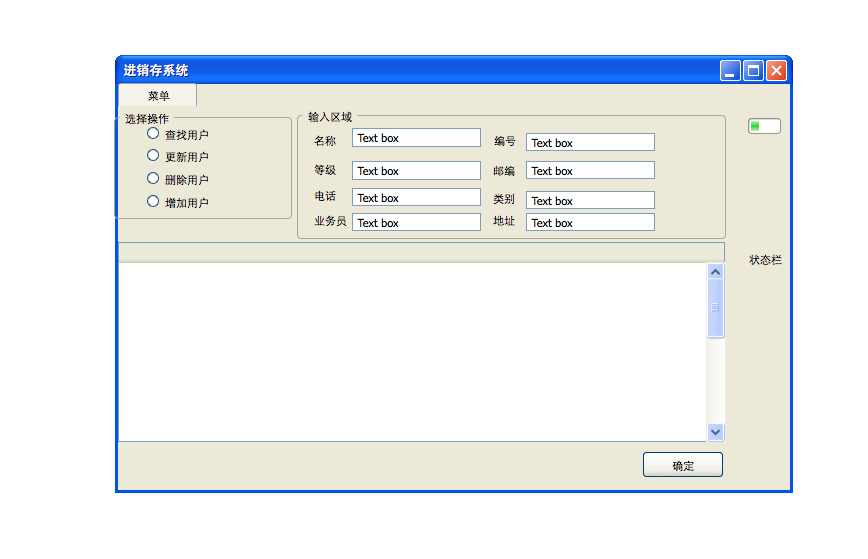 进销存系统
菜单
选择操作
查找用户
更新用户
删除用户
增加用户
输入区域
名称 Text box 编号 Text box
等级 Text box 邮编 Text box
电话 Text box 类别 Text box
业务员 Text box 地址 Text box
状态栏
确定